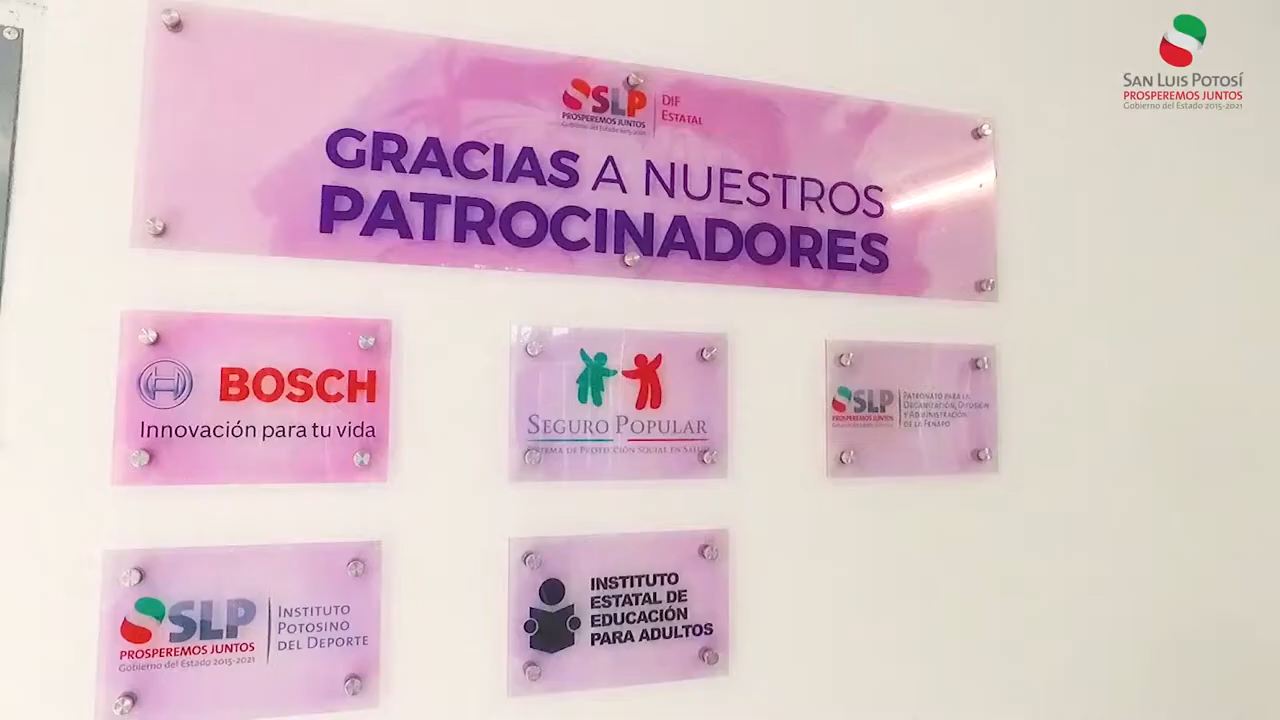 SAN LUIS POTOSÍ
PROSPEREMOS JUNTOS
Gobierno del Estado 2015-2021
SLP
PROSPEREMOS JUNTOS
Gobierno del Estado 2015-2021
DIF
ESTATAL
GRACIAS A NUESTROS
PATROCINADORES
BOSCH
Innovación para tu vida
SEGURO POPULAR
SISTEMA DE PROTECCIÓN SOCIAL EN SALUD
SLP
PROSPEREMOS JUNTOS
PATRONATO PARA LA
ORGANIZACIÓN, DIFUSIÓN
Y ADMINISTRACIÓN
DE LA FENAPO
SLP
PROSPEREMOS JUNTOS
Gobierno del Estado 2015-2021
INSTITUTO
POTOSINO
DEL DEPORTE
INSTITUTO
ESTATAL DE
EDUCACIÓN
PARA ADULTOS